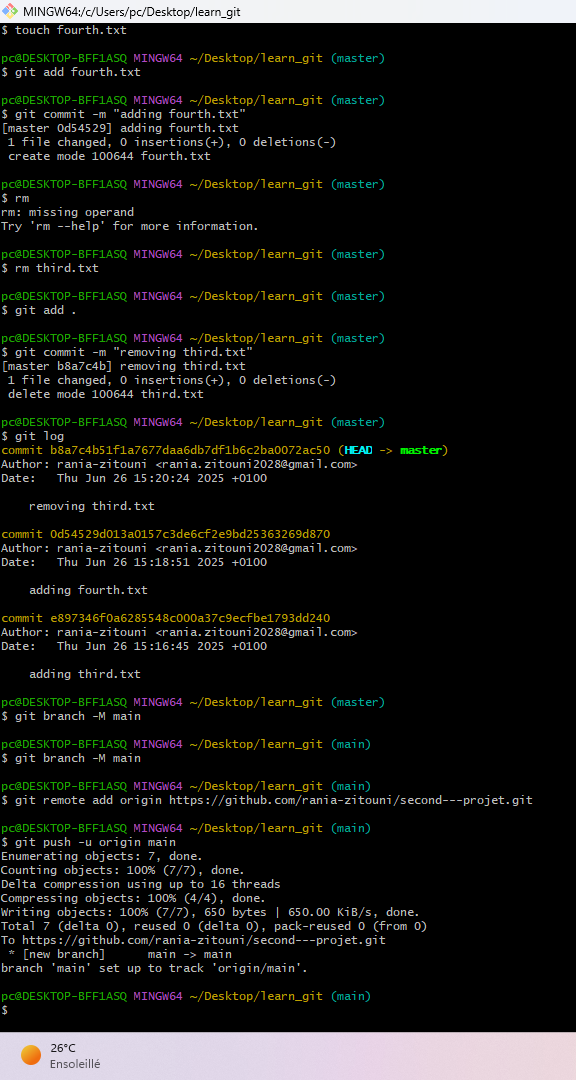 MINGW64:/c/Users/pc/Desktop/learn_git
$ touch fourth.txt
pc@DESKTOP-BFF1ASQ MINGW64 ~/Desktop/learn_git (master)
$ git add fourth.txt
pc@DESKTOP-BFF1ASQ MINGW64 ~/Desktop/learn_git (master)
$ git commit -m "adding fourth.txt"
[master 0d54529] adding fourth.txt
 1 file changed, 0 insertions(+), 0 deletions(-)
 create mode 100644 fourth.txt
pc@DESKTOP-BFF1ASQ MINGW64 ~/Desktop/learn_git (master)
$ rm
rm: missing operand
Try 'rm --help' for more information.
pc@DESKTOP-BFF1ASQ MINGW64 ~/Desktop/learn_git (master)
$ rm third.txt
pc@DESKTOP-BFF1ASQ MINGW64 ~/Desktop/learn_git (master)
$ git add .
pc@DESKTOP-BFF1ASQ MINGW64 ~/Desktop/learn_git (master)
$ git commit -m "removing third.txt"
[master b8a7c4b] removing third.txt
 1 file changed, 0 insertions(+), 0 deletions(-)
 delete mode 100644 third.txt
pc@DESKTOP-BFF1ASQ MINGW64 ~/Desktop/learn_git (master)
$ git log
commit b8a7c4b51f1a7677daa6db7df1b6c2ba0072ac50 (HEAD -> master)
Author: rania-zitouni <rania.zitouni2028@gmail.com>
Date:   Thu Jun 26 15:20:24 2025 +0100
    removing third.txt
commit 0d54529d013a0157c3de6cf2e9bd25363269d870
Author: rania-zitouni <rania.zitouni2028@gmail.com>
Date:   Thu Jun 26 15:18:51 2025 +0100
    adding fourth.txt
commit e897346f0a6285548c000a37c9ecfbe1793dd240
Author: rania-zitouni <rania.zitouni2028@gmail.com>
Date:   Thu Jun 26 15:16:45 2025 +0100
    adding third.txt
pc@DESKTOP-BFF1ASQ MINGW64 ~/Desktop/learn_git (master)
$ git branch -M main
pc@DESKTOP-BFF1ASQ MINGW64 ~/Desktop/learn_git (main)
$ git branch -M main
pc@DESKTOP-BFF1ASQ MINGW64 ~/Desktop/learn_git (main)
$ git remote add origin https://github.com/rania-zitouni/second---projet.git
pc@DESKTOP-BFF1ASQ MINGW64 ~/Desktop/learn_git (main)
$ git push -u origin main
Enumerating objects: 7, done.
Counting objects: 100% (7/7), done.
Delta compression using up to 16 threads
Compressing objects: 100% (4/4), done.
Writing objects: 100% (7/7), 650 bytes | 650.00 KiB/s, done.
Total 7 (delta 0), reused 0 (delta 0), pack-reused 0 (from 0)
To https://github.com/rania-zitouni/second---projet.git
 * [new branch]      main -> main
branch 'main' set up to track 'origin/main'.
pc@DESKTOP-BFF1ASQ MINGW64 ~/Desktop/learn_git (main)
$
26°C
Ensoleillé